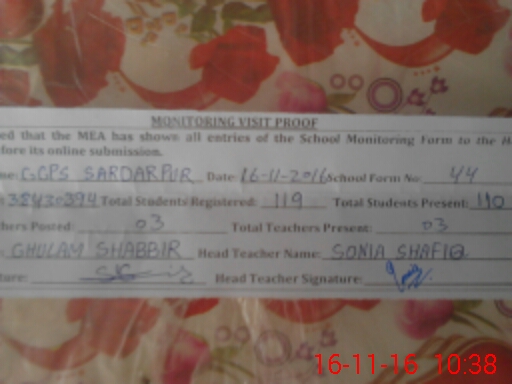 MONITORING VISIT PROOF
ed that the MEA has shown all entries of the School Monitoring Form to the H
fore its online submission.
me: GGPS SARDARPUR Date: 16-11-2016 School Form No: 44
38430394 Total Students Registered: 119 Total Students Present: 110
hers Posted: 03 Total Teachers Present: 03
GHULAM SHABBIR Head Teacher Name: SONIA SHAFIQ
ture: Head Teacher Signature:
16-11-16 10:38